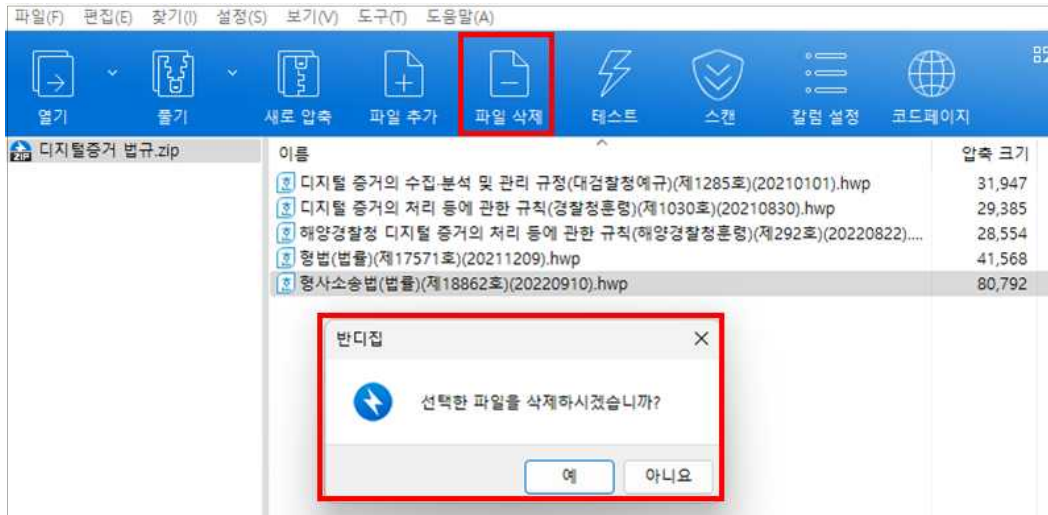 파일(F) 편집(E) 찾기(I) 설정(S) 보기(V) 도구(T) 도움말(A)
열기 풀기 새로 압축 파일 추가 파일 삭제 테스트 스캔 칼럼 설정 코드페이지
ZIP 디지털증거 법규.zip
이름 압축 크기
디지털 증거의 수집·분석 및 관리 규정(대검찰청예규)(제1285호)(20210101).hwp 31,947
디지털 증거의 처리 등에 관한 규칙(경찰청훈령)(제1030호)(20210830).hwp 29,385
해양경찰청 디지털 증거의 처리 등에 관한 규칙(해양경찰청훈령)(제292호)(20220822).... 28,554
형법(법률)(제17571호)(20211209).hwp 41,568
형사소송법(법률)(제18862호)(20220910).hwp 80,792
반디집
선택한 파일을 삭제하시겠습니까?
예 아니요